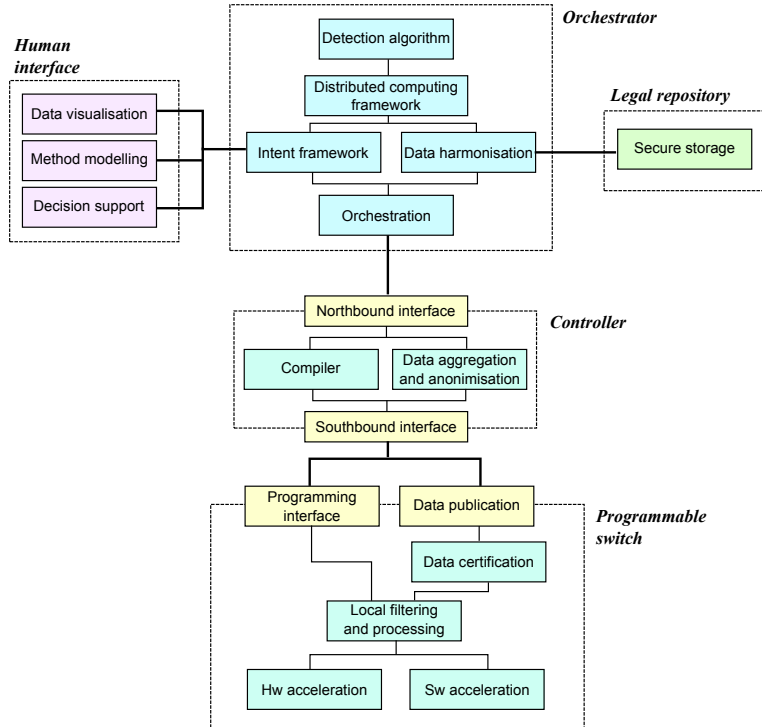 Orchestrator
Detection algorithm
Human
interface
Distributed computing
framework
Legal repository
Data visualisation
Method modelling
Decision support
Intent framework
Data harmonisation
Secure storage
Orchestration
Northbound interface
Controller
Compiler
Data aggregation
and anonimisation
Southbound interface
Programming
interface
Data publication
Programmable
switch
Data certification
Local filtering
and processing
Hw acceleration
Sw acceleration